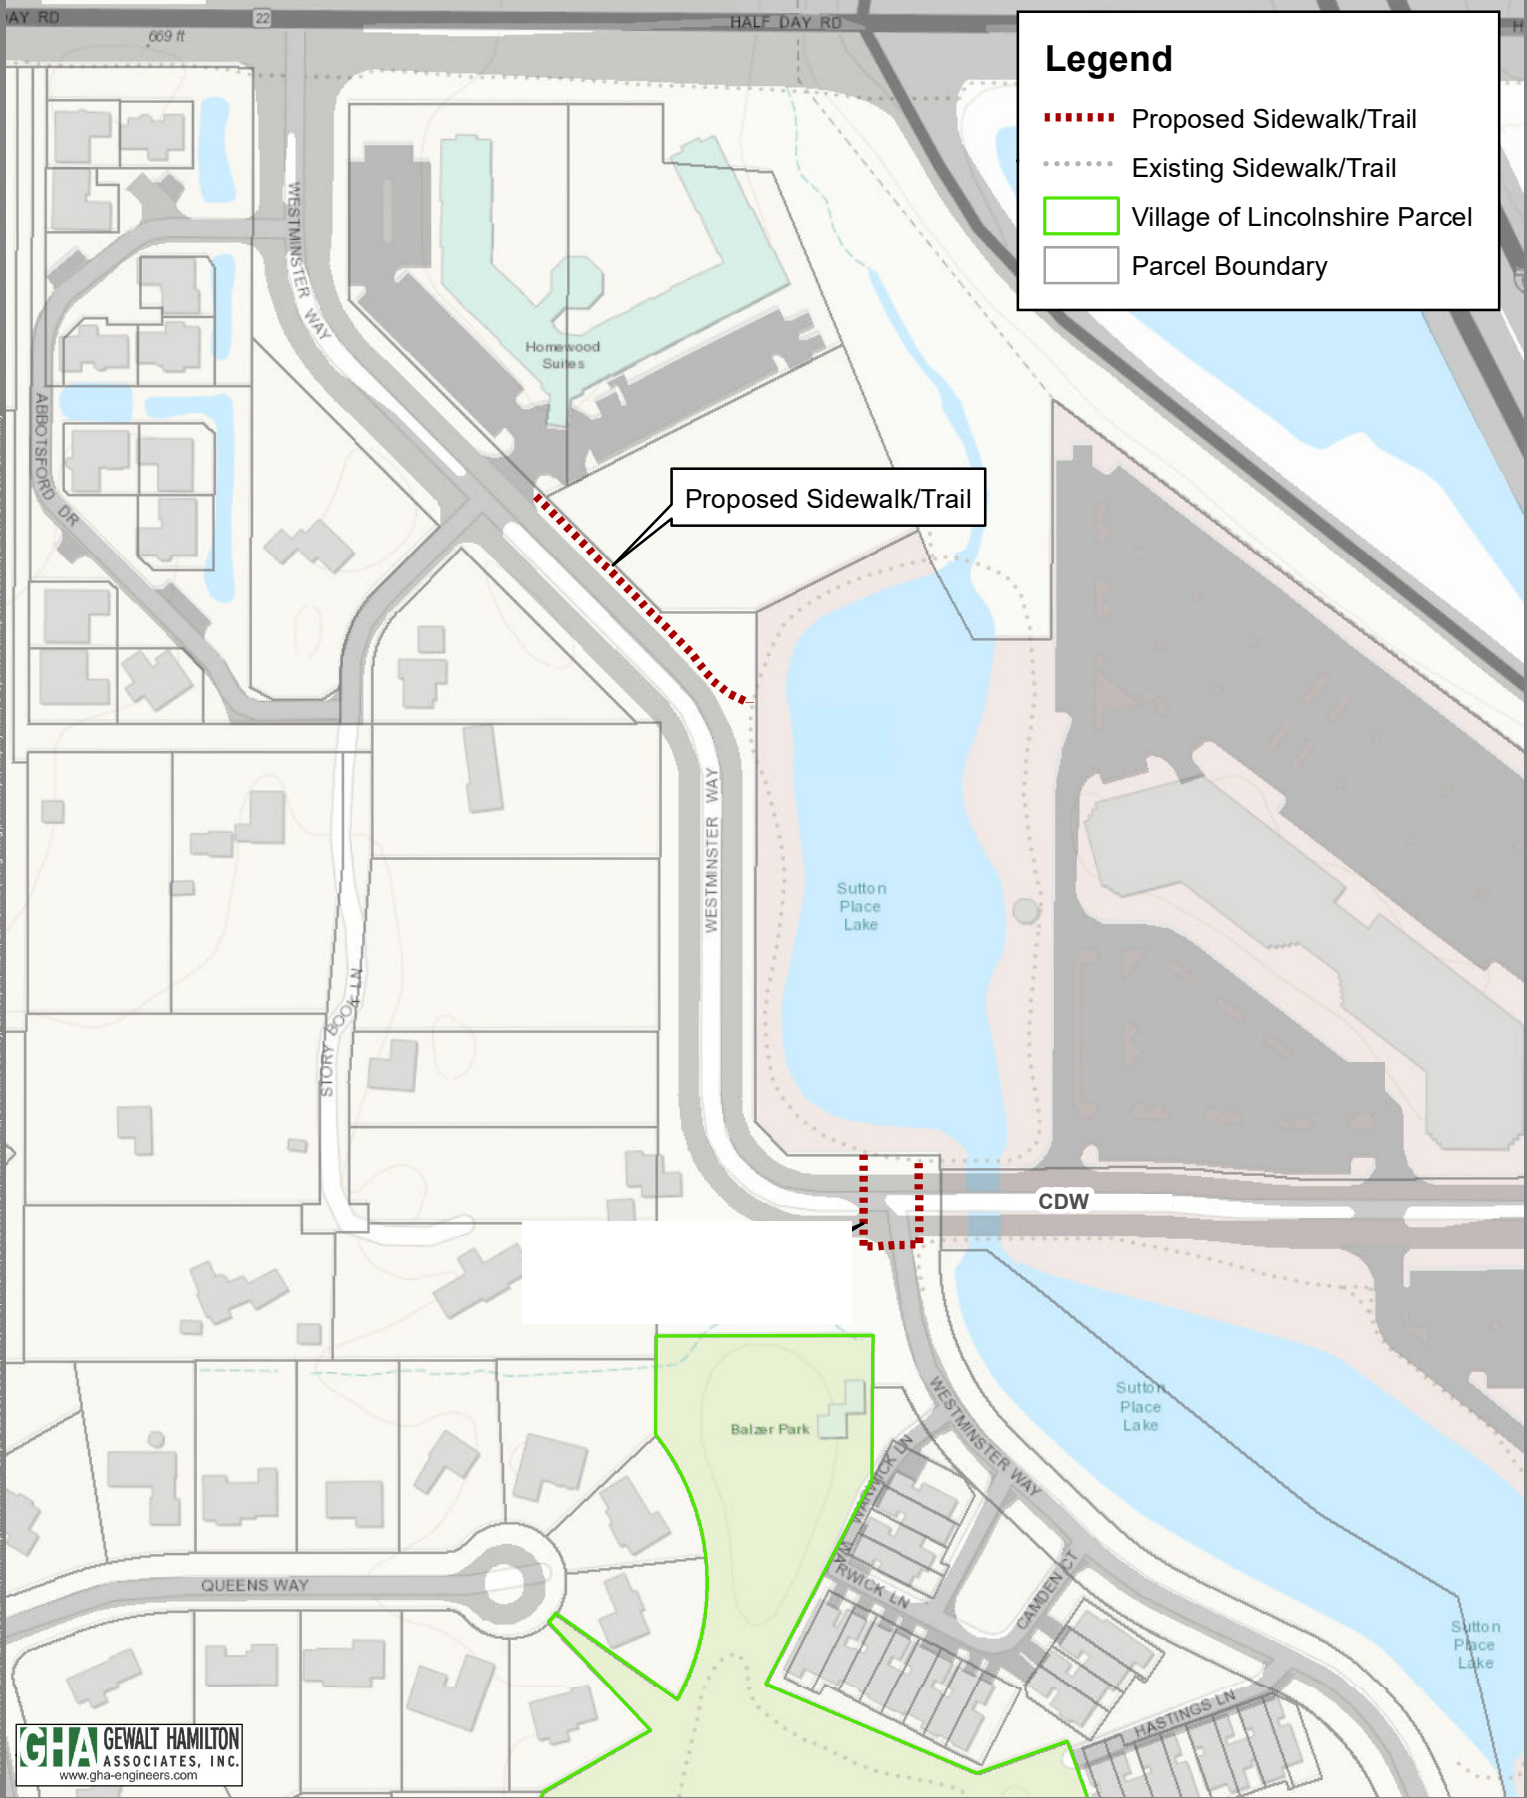 AY RD
22
HALF DAY RD
H
669 ft
Legend
Proposed Sidewalk/Trail
Existing Sidewalk/Trail
Village of Lincolnshire Parcel
Parcel Boundary
WESTMINSTER WAY
Homewood
Suites
ABBOTSFORD DR
Proposed Sidewalk/Trail
WESTMINSTER WAY
Sutton
Place
Lake
STORY BOOK LN
CDW
Sutton
Place
Lake
WESTMINSTER WAY
Balzer Park
WARWICK LN
WARWICK LN
CAMDEN CT
QUEENS WAY
Sutton
Place
Lake
HASTINGS LN
GHA GEWALT HAMILTON
ASSOCIATES, INC.
www.gha-engineers.com